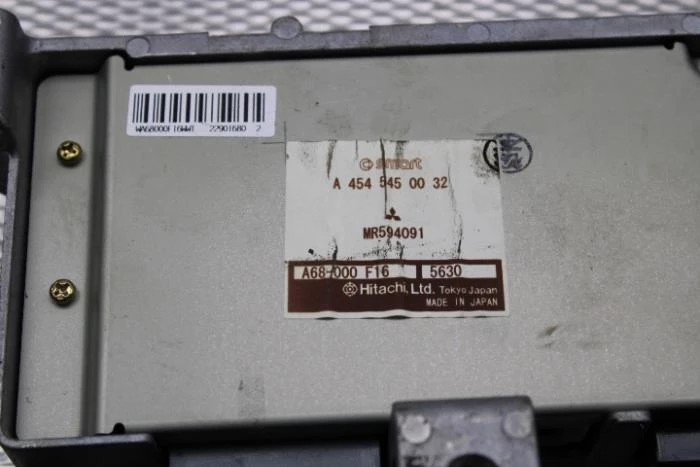 WA68000F16WW1 22901680 2
smart
A 454 545 00 32
MR594091
A68-000 F16 5630
Hitachi, Ltd. Tokyo Japan
MADE IN JAPAN